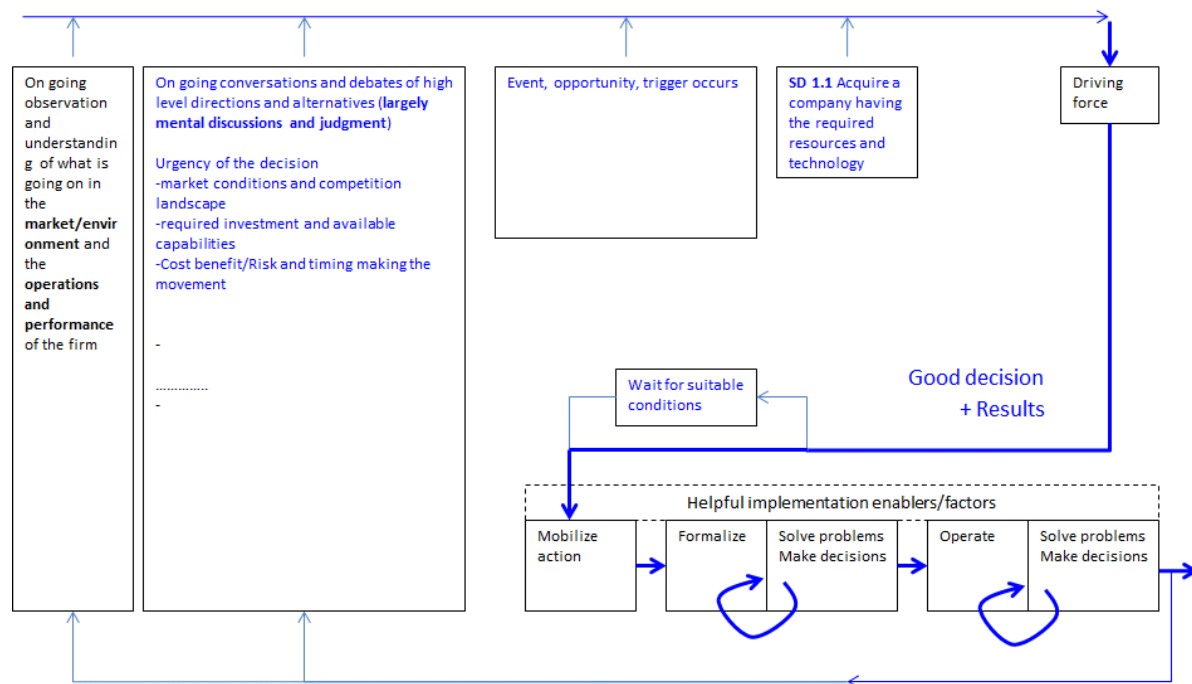 On going
observation
and
understandin
g of what is
going on in
the
market/envir
onment and
the
operations
and
performance
of the firm
On going conversations and debates of high
level directions and alternatives (largely
mental discussions and judgment)
Urgency of the decision
-market conditions and competition
landscape
-required investment and available
capabilities
-Cost benefit/Risk and timing making the
movement
-
..............
-
Event, opportunity, trigger occurs
SD 1.1 Acquire a
company having
the required
resources and
technology
Driving
force
Wait for suitable
conditions
Good decision
+ Results
Helpful implementation enablers/factors
Mobilize
action
Formalize
Solve problems
Make decisions
Operate
Solve problems
Make decisions